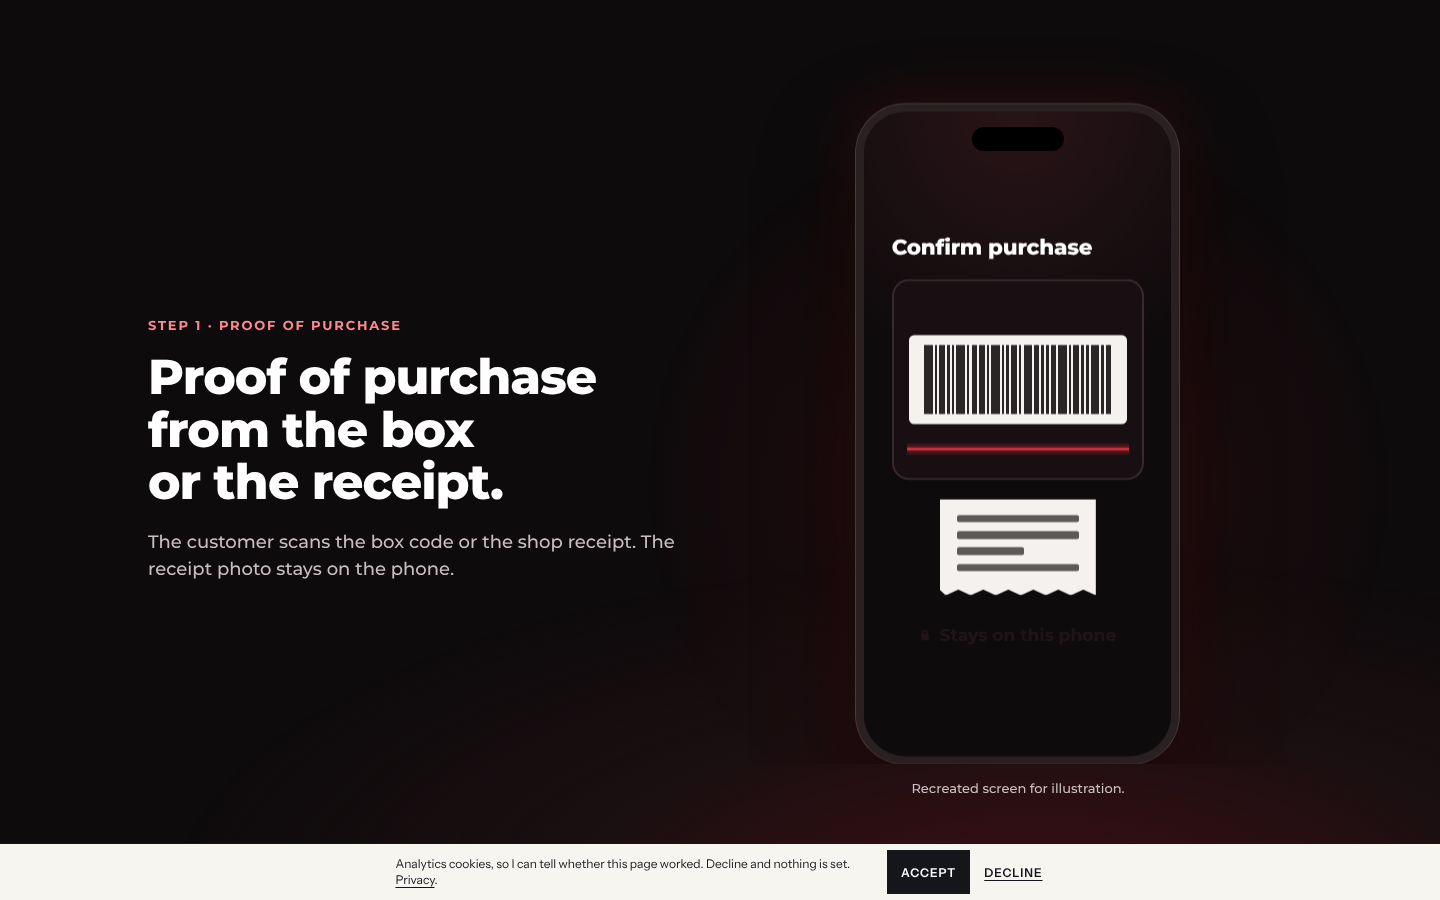 STEP 1 · PROOF OF PURCHASE
Proof of purchase
from the box
or the receipt.
The customer scans the box code or the shop receipt. The
receipt photo stays on the phone.
Confirm purchase
Stays on this phone
Recreated screen for illustration.
Analytics cookies, so I can tell whether this page worked. Decline and nothing is set.
Privacy.
ACCEPT
DECLINE